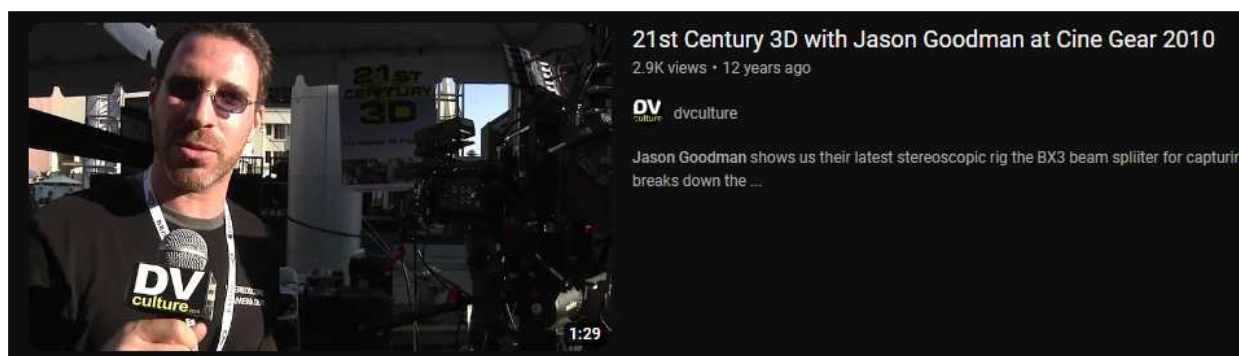 21ST
CENTURY
3D
DV
culture
1:29
21st Century 3D with Jason Goodman at Cine Gear 2010
2.9K views • 12 years ago
DV
culture
dvculture
Jason Goodman shows us their latest stereoscopic rig the BX3 beam spliiter for capturin
breaks down the ...